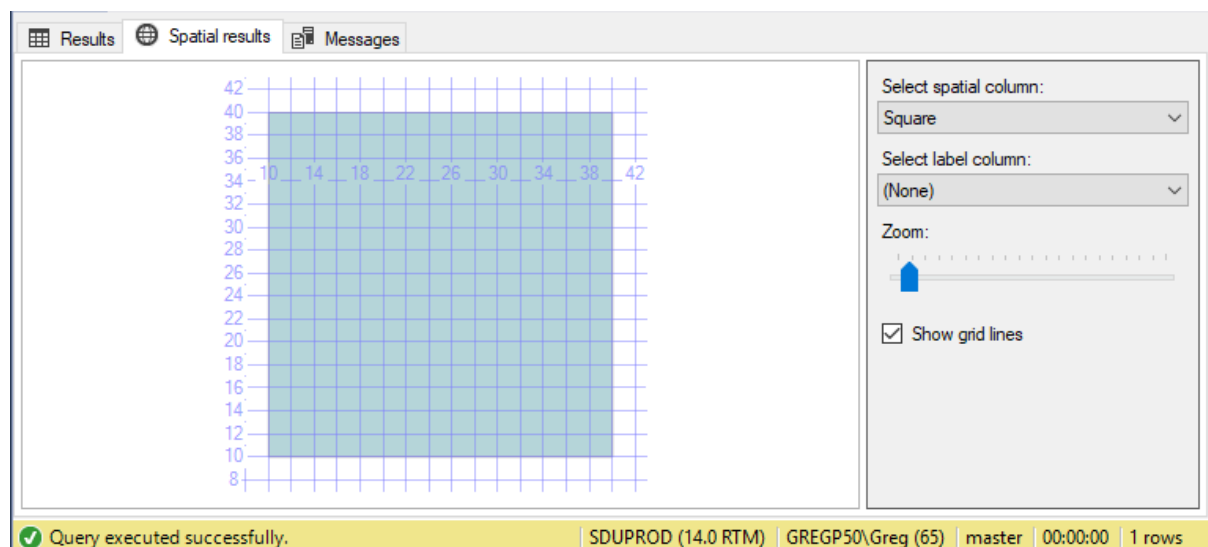 Results Spatial results Messages
42
40
38
36
34 10 14 18 22 26 30 34 38 42
32
30
28
26
24
22
20
18
16
14
12
10
8
Select spatial column:
Square
Select label column:
(None)
Zoom:
Show grid lines
Query executed successfully. SDUPROD (14.0 RTM) GREGP50\Greg (65) master 00:00:00 1 rows